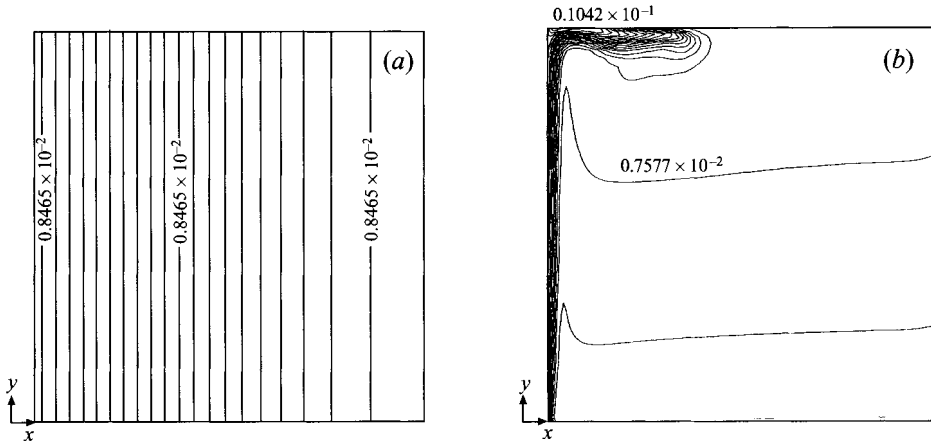 0.1042 × 10⁻¹
(a)
(b)
0.8465 × 10⁻²
0.8465 × 10⁻²
0.8465 × 10⁻²
0.7577 × 10⁻²
y
x
y
x